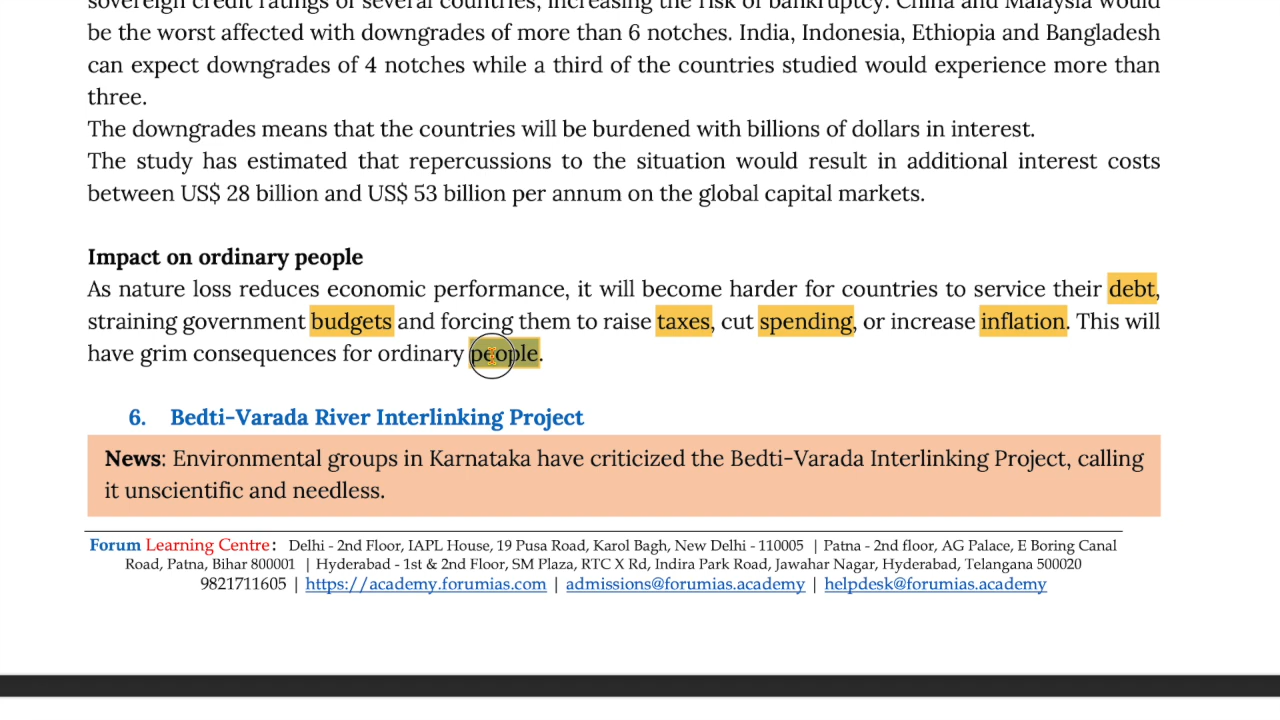 sovereign credit ratings of several countries, increasing the risk of bankruptcy. China and Malaysia would
be the worst affected with downgrades of more than 6 notches. India, Indonesia, Ethiopia and Bangladesh
can expect downgrades of 4 notches while a third of the countries studied would experience more than
three.
The downgrades means that the countries will be burdened with billions of dollars in interest.
The study has estimated that repercussions to the situation would result in additional interest costs
between US$ 28 billion and US$ 53 billion per annum on the global capital markets.
Impact on ordinary people
As nature loss reduces economic performance, it will become harder for countries to service their debt,
straining government budgets and forcing them to raise taxes, cut spending, or increase inflation. This will
have grim consequences for ordinary people.
6. Bedti-Varada River Interlinking Project
News: Environmental groups in Karnataka have criticized the Bedti-Varada Interlinking Project, calling
it unscientific and needless.
Forum Learning Centre: Delhi - 2nd Floor, IAPL House, 19 Pusa Road, Karol Bagh, New Delhi - 110005 | Patna - 2nd floor, AG Palace, E Boring Canal
Road, Patna, Bihar 800001 | Hyderabad - 1st & 2nd Floor, SM Plaza, RTC X Rd, Indira Park Road, Jawahar Nagar, Hyderabad, Telangana 500020
9821711605 | https://academy.forumias.com | admissions@forumias.academy | helpdesk@forumias.academy